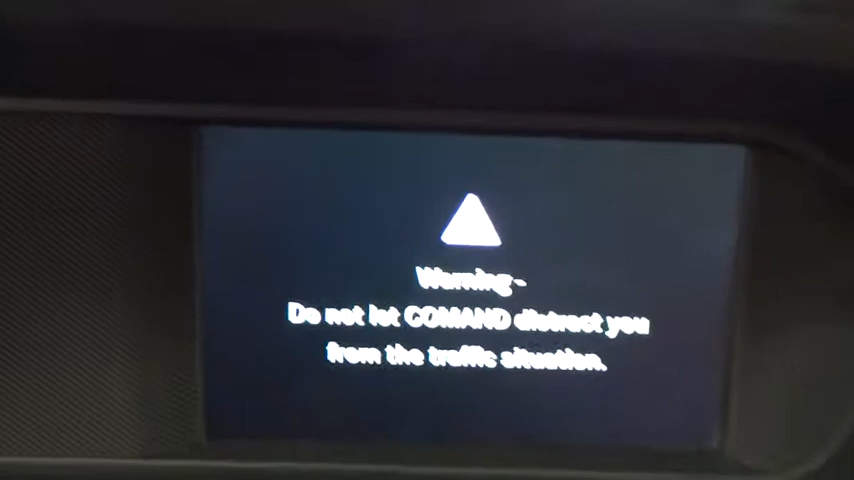 Warning -
Do not let COMAND distract you
from the traffic situation.